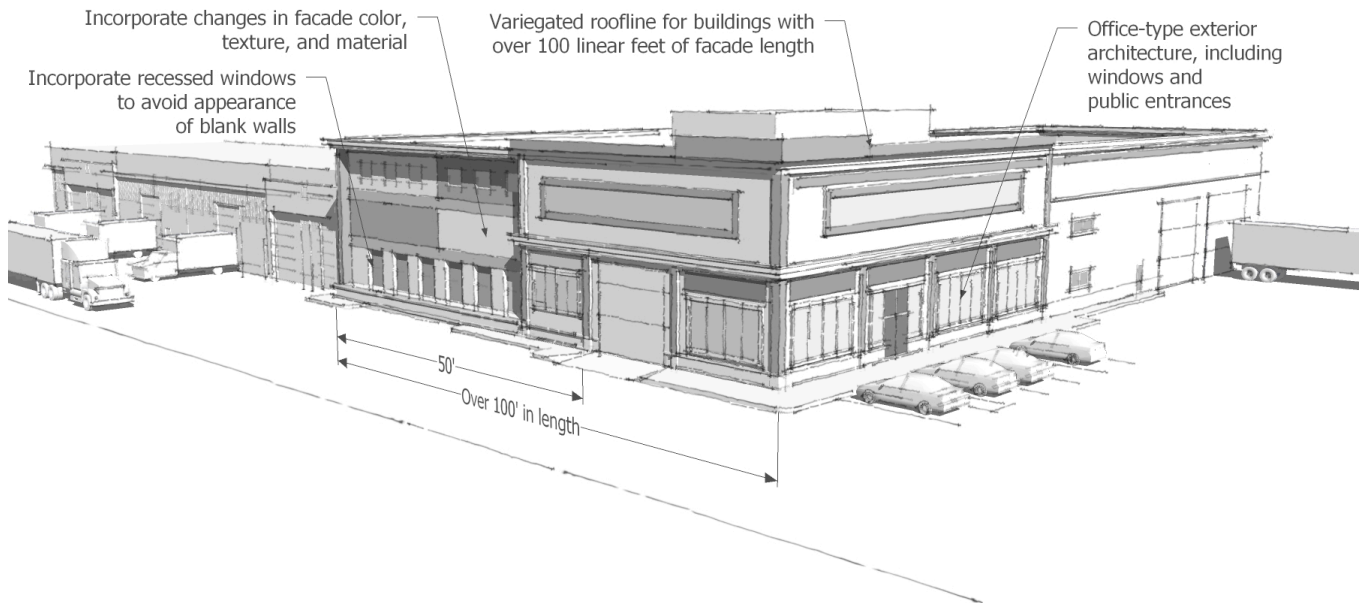 Incorporate changes in facade color,
texture, and material
Incorporate recessed windows
to avoid appearance
of blank walls
Variegated roofline for buildings with
over 100 linear feet of facade length
Office-type exterior
architecture, including
windows and
public entrances
50'
Over 100' in length